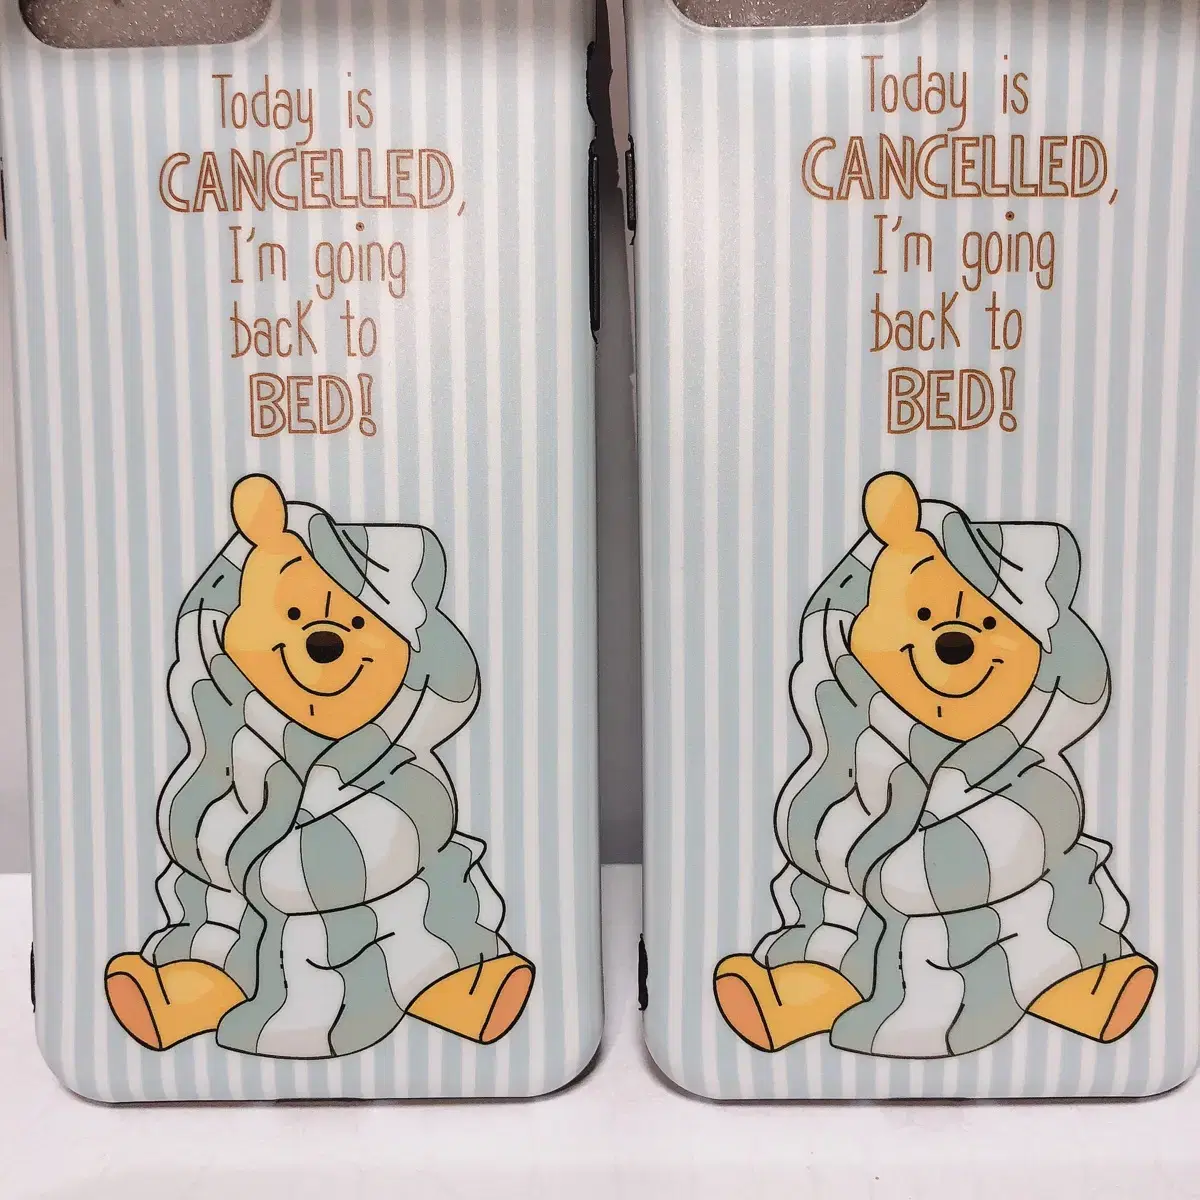 Today is
CANCELLED,
I'm going
back to
BED!
Today is
CANCELLED,
I'm going
back to
BED!